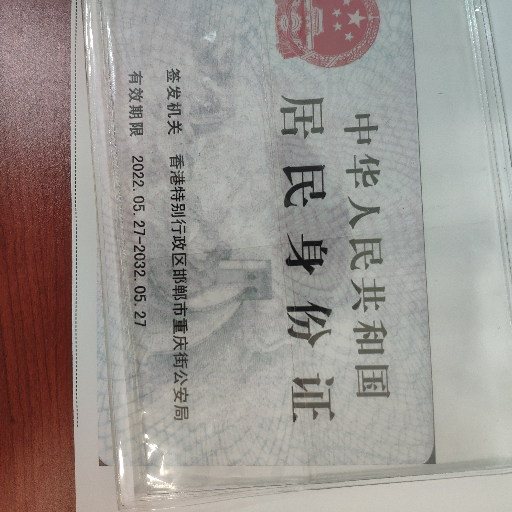 中华人民共和国
居民身份证
签发机关 香港特别行政区邯郸市重庆街公安局
有效期限 2022.05.27-2032.05.27